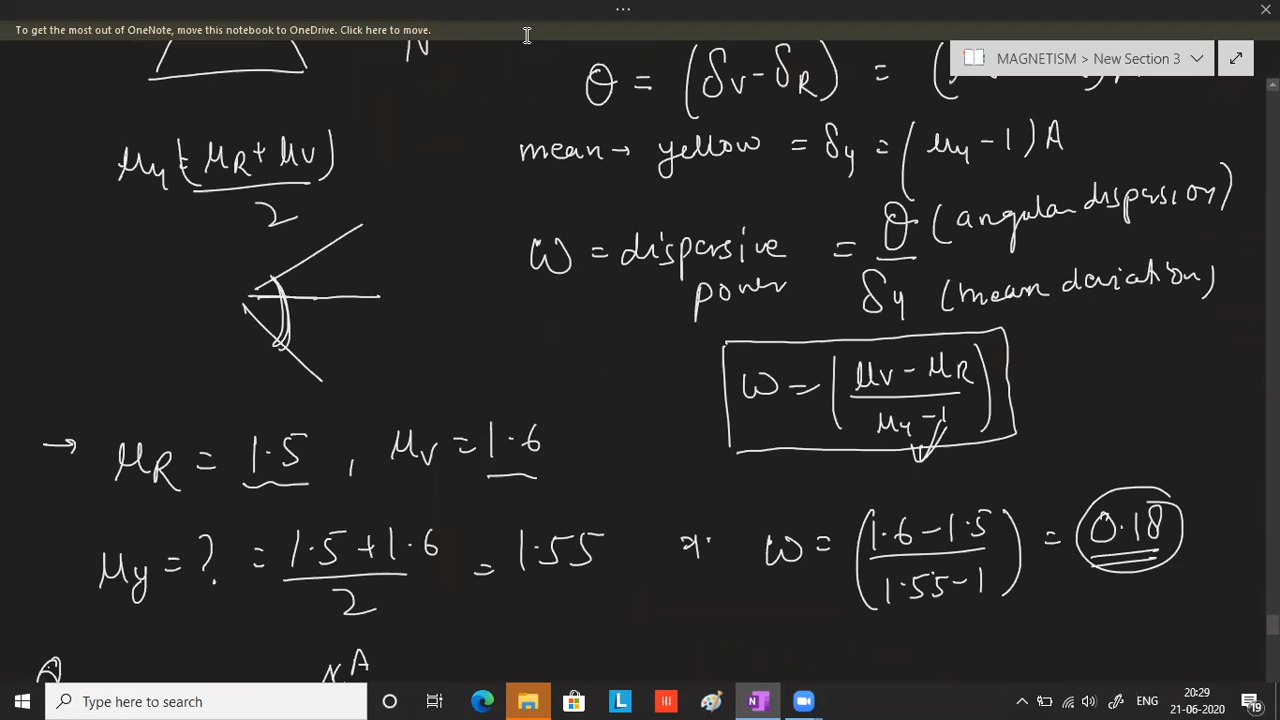 To get the most out of OneNote, move this notebook to OneDrive. Click here to move.
MAGNETISM > New Section 3
N
θ = (δV - δR) =
mean → yellow = δy = (μy - 1) A
μy = (μR + μV)
2
ω = dispersive power = θ (angular dispersion)
δy (mean deviation)
ω = (μV - μR)
μy - 1
→ μR = 1.5 , μV = 1.6
μy = ? = 1.5 + 1.6 = 1.55
2
ω = (1.6 - 1.5) = 0.18
1.55 - 1
A
Type here to search
L
ENG
20:29
21-06-2020
19